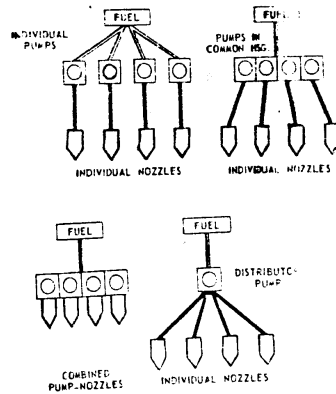 FUEL
INDIVIDUAL
PUMPS
INDIVIDUAL NOZZLES
FUEL
PUMPS IN
COMMON HSG.
INDIVIDUAL NOZZLES
FUEL
COMBINED
PUMP-NOZZLES
FUEL
DISTRIBUTOR
PUMP
INDIVIDUAL NOZZLES